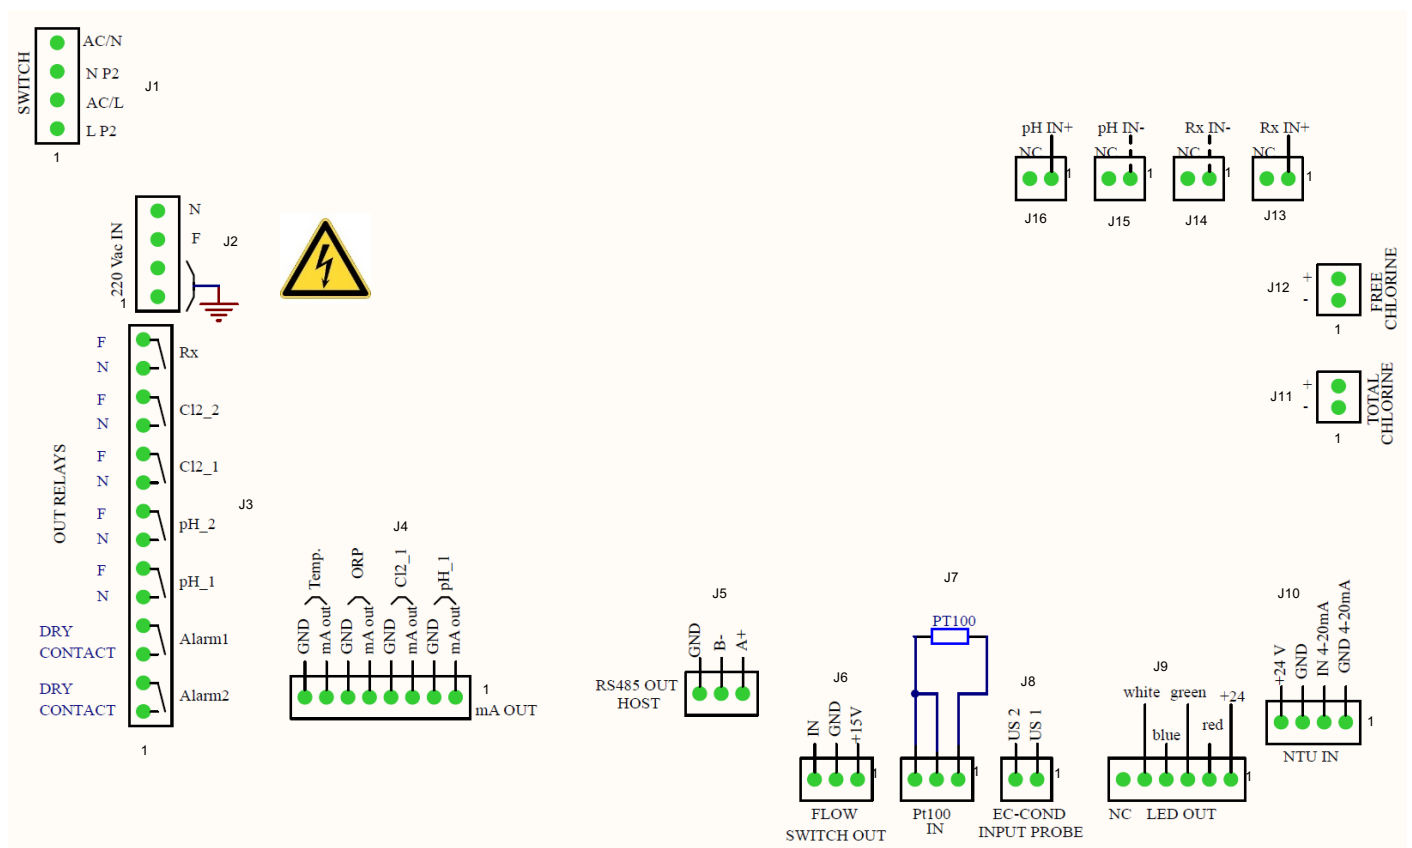 SWITCH
AC/N
N P2
AC/L
L P2
J1
1
220 Vac IN
N
F
J2
1
OUT RELAYS
F
N
Rx
F
N
Cl2_2
F
N
Cl2_1
F
N
pH_2
F
N
pH_1
DRY
CONTACT
Alarm1
DRY
CONTACT
Alarm2
J3
1
J4
Temp.
ORP
Cl2_1
pH_1
GND
mA out
GND
mA out
GND
mA out
GND
mA out
1
mA OUT
J5
GND
B-
A+
RS485 OUT
HOST
J6
IN
GND
+15V
1
FLOW
SWITCH OUT
J7
PT100
1
Pt100
IN
J8
US 2
US 1
1
EC-COND
INPUT PROBE
J9
white
green
+24
blue
red
1
NC
LED OUT
J10
+24 V
GND
IN 4-20mA
GND 4-20mA
1
NTU IN
pH IN+
NC
1
J16
pH IN-
NC
1
J15
Rx IN-
NC
1
J14
Rx IN+
NC
1
J13
J12
+
-
1
FREE
CHLORINE
J11
+
-
1
TOTAL
CHLORINE